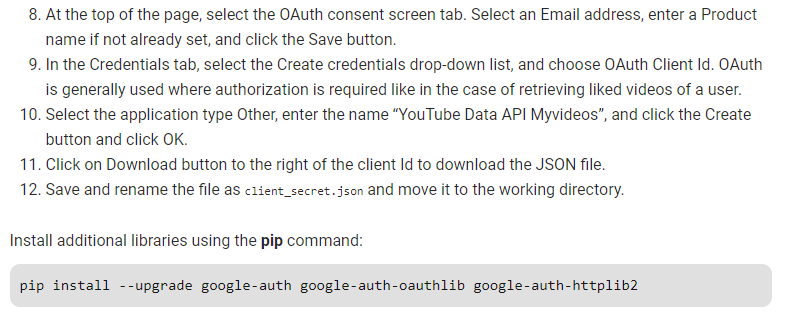 8. At the top of the page, select the OAuth consent screen tab. Select an Email address, enter a Product
name if not already set, and click the Save button.
9. In the Credentials tab, select the Create credentials drop-down list, and choose OAuth Client Id. OAuth
is generally used where authorization is required like in the case of retrieving liked videos of a user.
10. Select the application type Other, enter the name “YouTube Data API Myvideos”, and click the Create
button and click OK.
11. Click on Download button to the right of the client Id to download the JSON file.
12. Save and rename the file as client_secret.json and move it to the working directory.
Install additional libraries using the pip command:
pip install --upgrade google-auth google-auth-oauthlib google-auth-httplib2